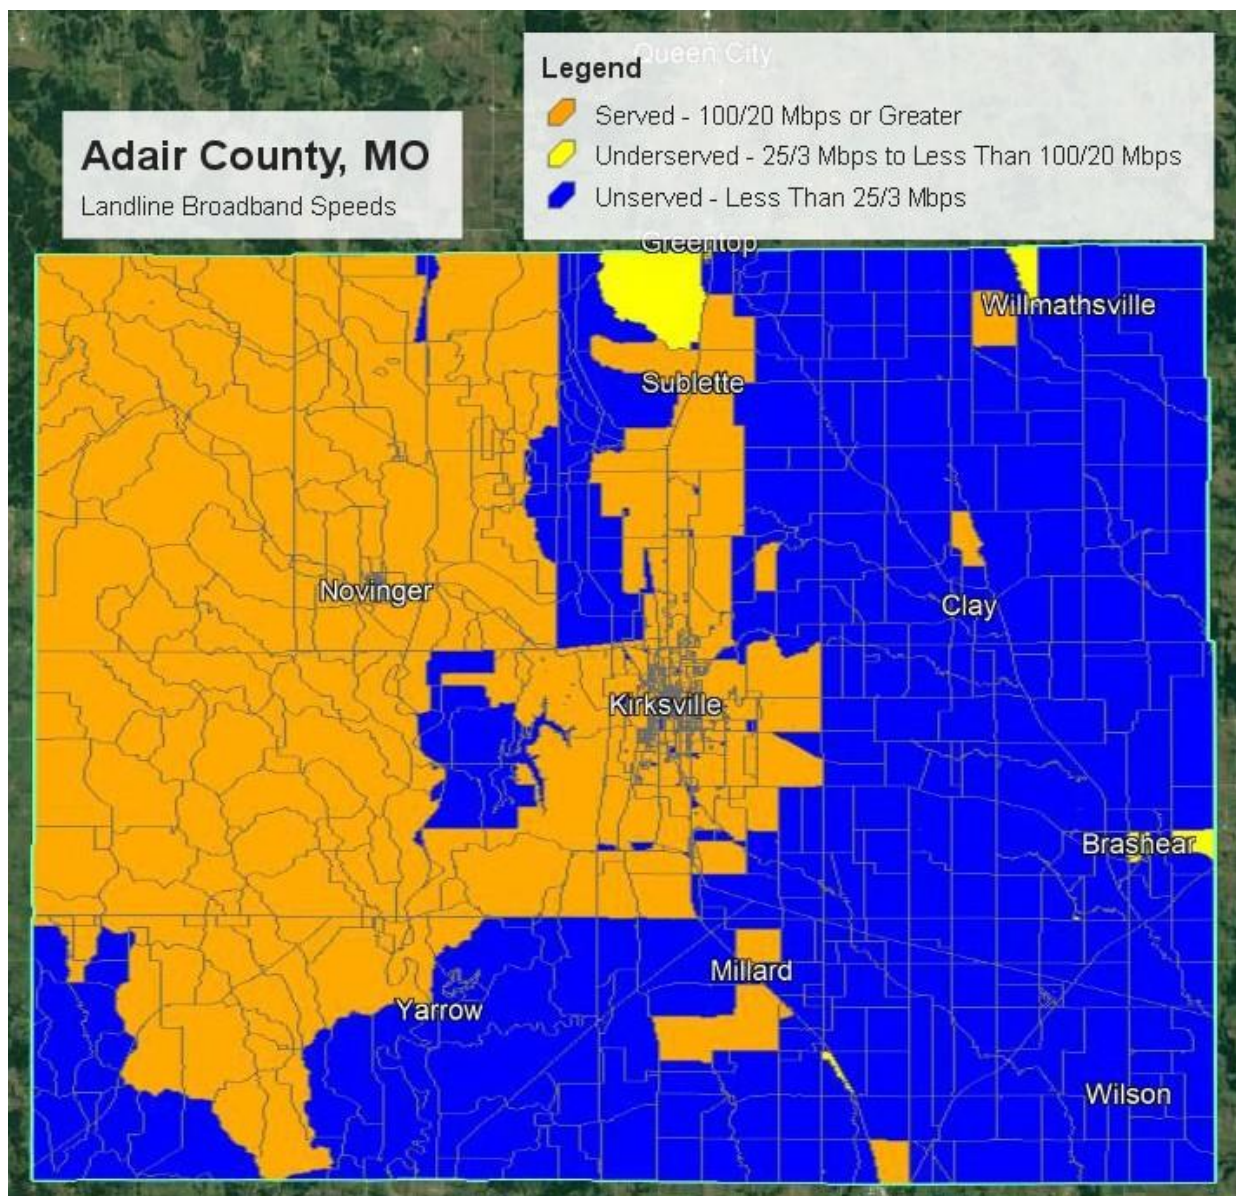 Queen City
Legend
Served - 100/20 Mbps or Greater
Underserved - 25/3 Mbps to Less Than 100/20 Mbps
Unserved - Less Than 25/3 Mbps
Adair County, MO
Landline Broadband Speeds
Greentop
Willmathsville
Sublette
Novinger
Clay
Kirksville
Brashear
Millard
Yarrow
Wilson